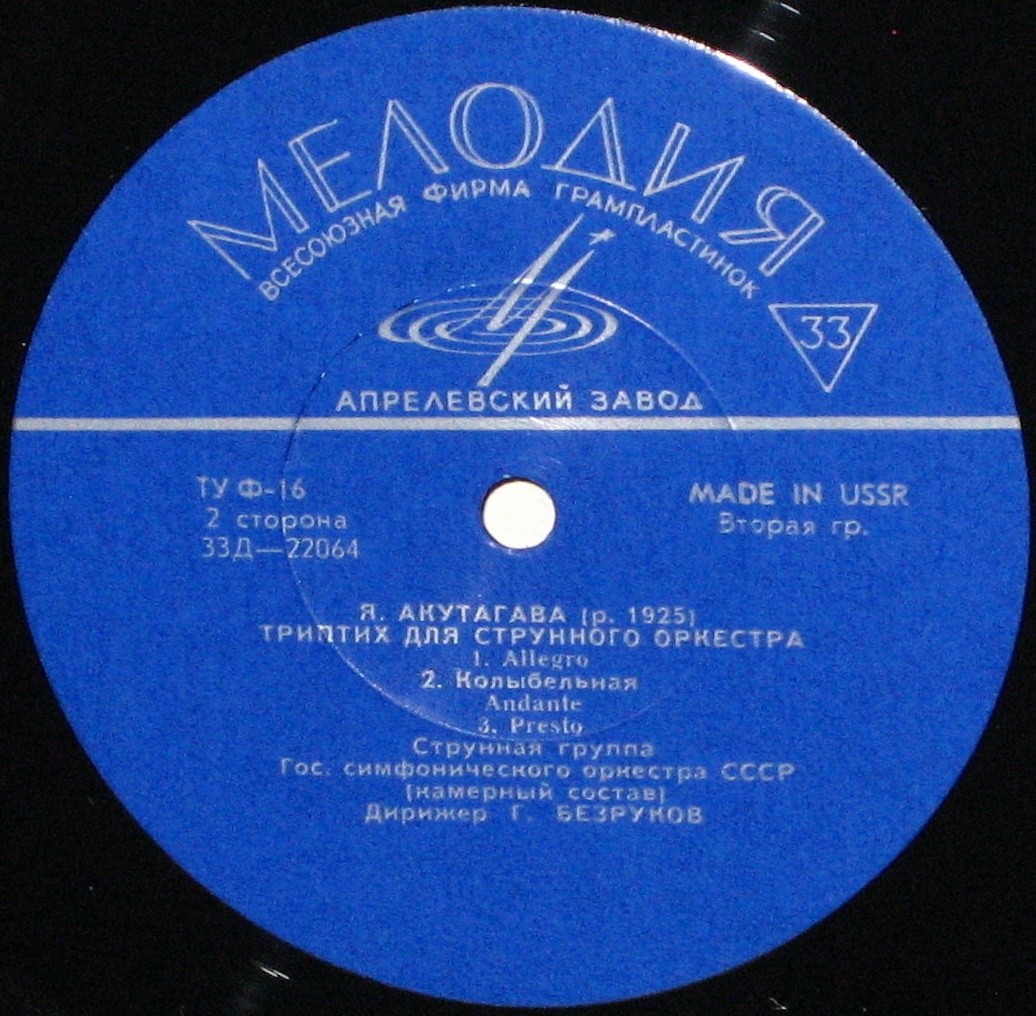 МЕЛОДИЯ
ВСЕСОЮЗНАЯ ФИРМА ГРАМПЛАСТИНОК
33
АПРЕЛЕВСКИЙ ЗАВОД
ТУ Ф-16
2 сторона
33Д—22064
MADE IN USSR
Вторая гр.
Я. АКУТАГАВА (р. 1925)
ТРИПТИХ ДЛЯ СТРУННОГО ОРКЕСТРА
1. Allegro
2. Колыбельная
Andante
3. Presto
Струнная группа
Гос. симфонического оркестра СССР
(камерный состав)
Дирижер Г. БЕЗРУКОВ